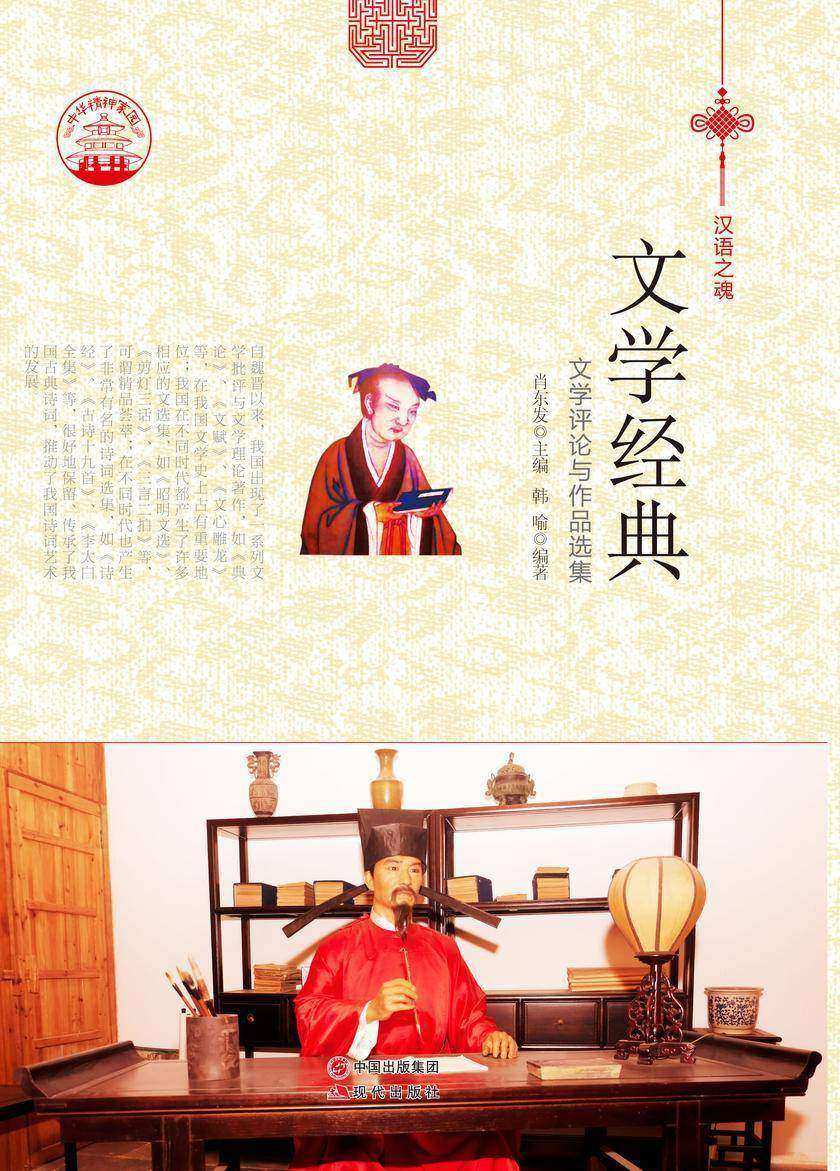 中华精神家园
汉语之魂
文学经典
文学评论与作品选集
肖东发◎主编 韩 喻◎编著
自魏晋以来，我国出现了一系列文
学批评与文学理论著作，如《典
论》、《文赋》、《文心雕龙》
等，在我国文学史上占有重要地
位；我国在不同时代都产生了许多
相应的文选集，如《昭明文选》、
《剪灯三话》、《三言二拍》等，
可谓精品荟萃；在不同时代也产生
了非常有名的诗词选集，如《诗
经》、《古诗十九首》、《李太白
全集》等，很好地保留、传承了我
国古典诗词，推动了我国诗词艺术
的发展
中国出版集团
现代出版社